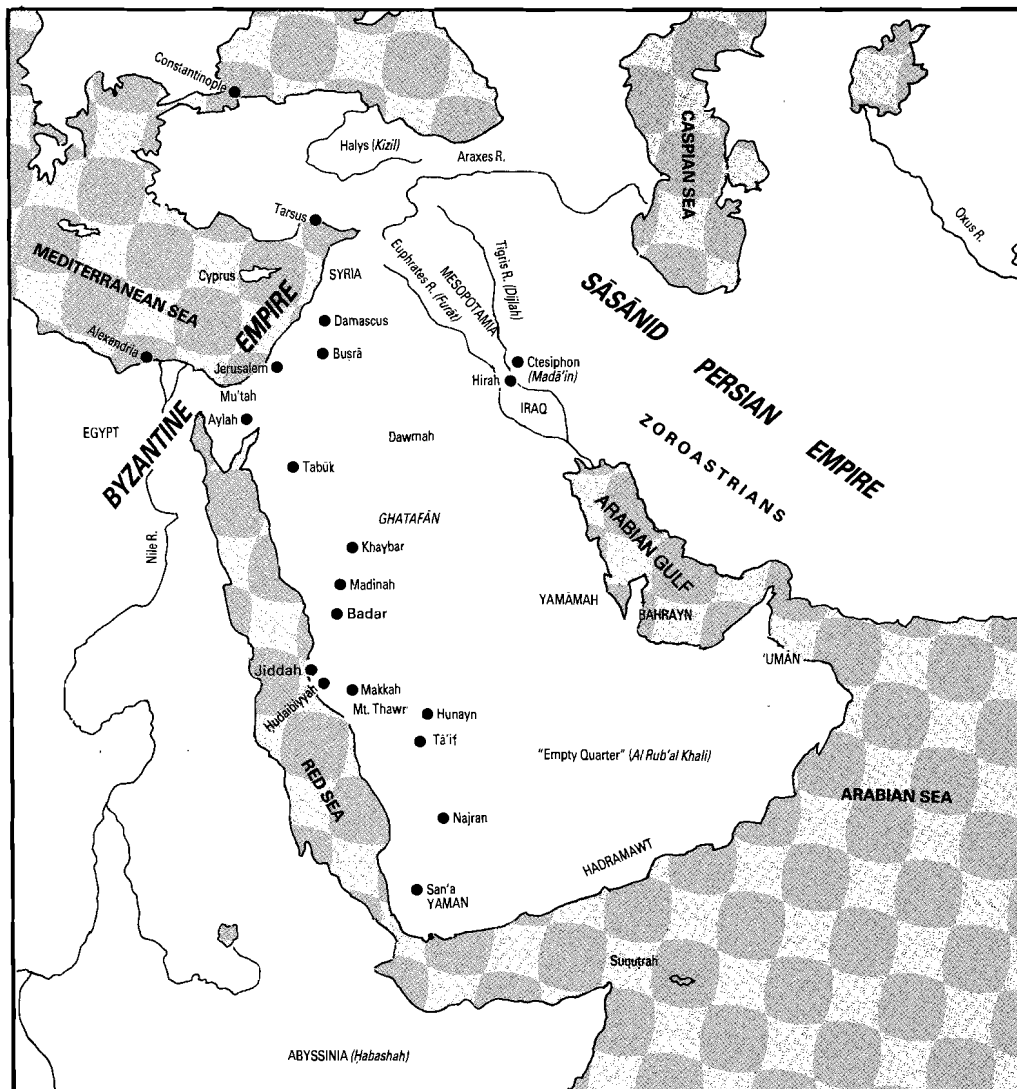 Constantinople
Halys (Kizil)
Araxes R.
CASPIAN SEA
Oxus R.
Tarsus
MEDITERRANEAN SEA
Cyprus
SYRIA
Euphrates R. (Furāt)
MESOPOTAMIA
Tigris R. (Dijlah)
SĀSĀNID PERSIAN EMPIRE
BYZANTINE EMPIRE
Damascus
Alexandria
Buṣrā
Jerusalem
Ctesiphon
(Madā'in)
Hirah
Mu'tah
IRAQ
Aylah
EGYPT
Dawmah
ZOROASTRIANS
Tabūk
GHATAFĀN
Nile R.
Khaybar
ARABIAN GULF
Madinah
YAMĀMAH
Badar
BAHRAYN
'UMĀN
Jiddah
Ḥudaibiyyah
Makkah
Mt. Thawr
Hunayn
Tā'if
"Empty Quarter" (Al Rub'al Khali)
RED SEA
ARABIAN SEA
Najran
HADRAMAWT
San'a
YAMAN
Suquṭrah
ABYSSINIA (Ḥabashah)